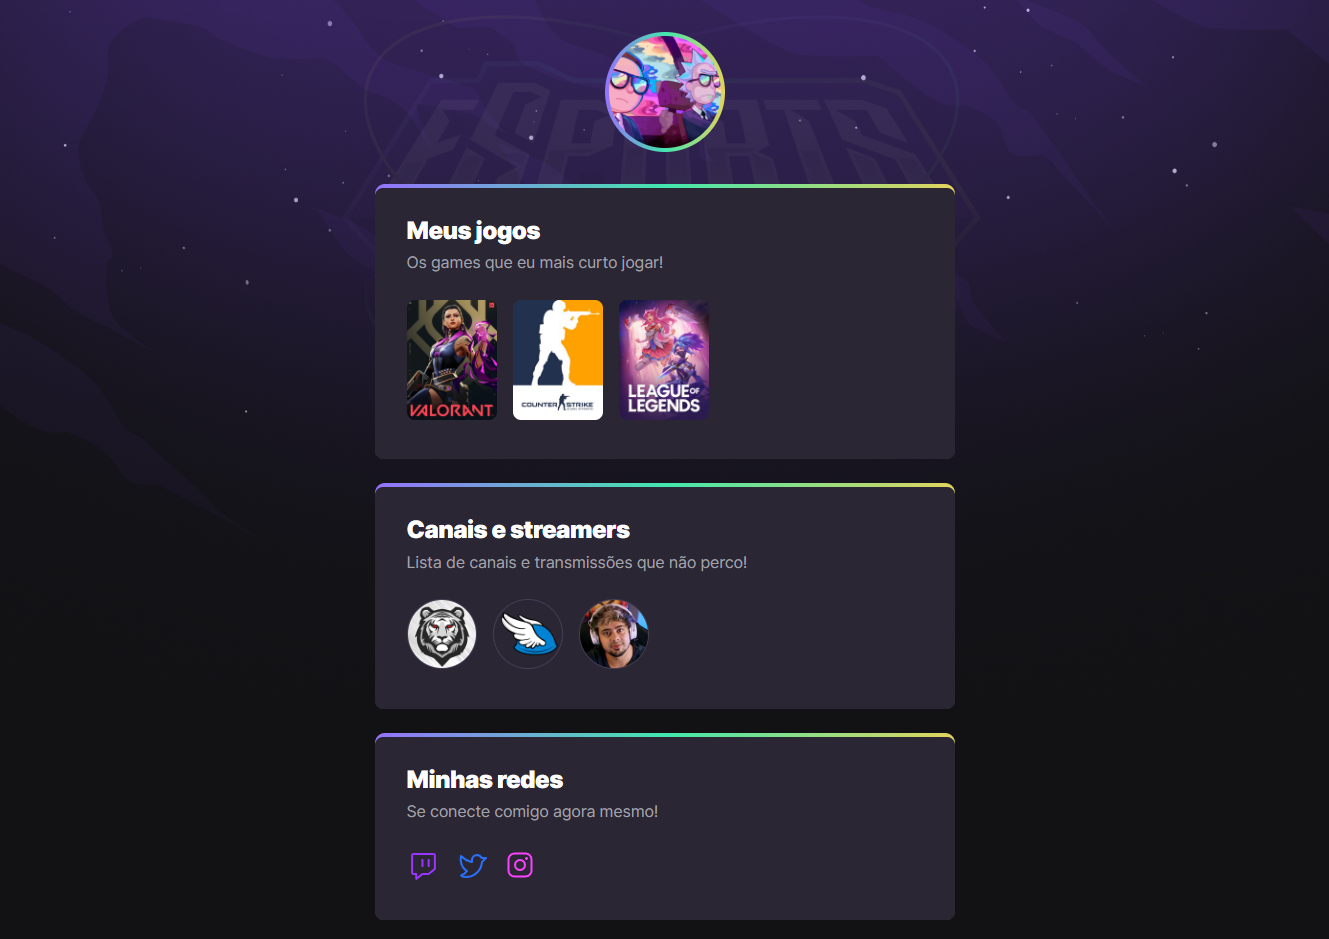 ESPORTS
Meus jogos
Os games que eu mais curto jogar!
VALORANT
COUNTER STRIKE
LEAGUE OF
LEGENDS
Canais e streamers
Lista de canais e transmissões que não perco!
Minhas redes
Se conecte comigo agora mesmo!